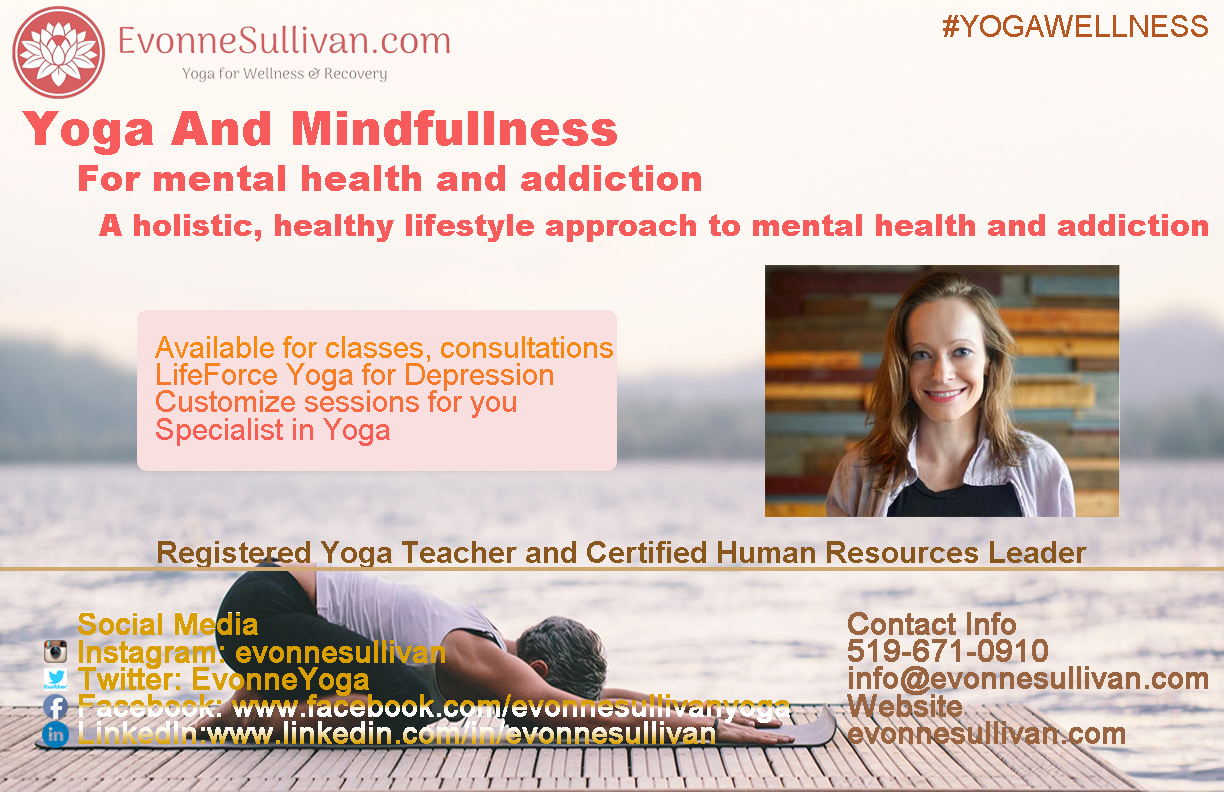 EvonneSullivan.com
Yoga for Wellness & Recovery
#YOGAWELLNESS
Yoga And Mindfullness
For mental health and addiction
A holistic, healthy lifestyle approach to mental health and addiction
Available for classes, consultations
LifeForce Yoga for Depression
Customize sessions for you
Specialist in Yoga
Registered Yoga Teacher and Certified Human Resources Leader
Social Media
Instagram: evonnesullivan
Twitter: EvonneYoga
Facebook: www.facebook.com/evonnesullivanyoga
LinkedIn:www.linkedin.com/in/evonnesullivan
Contact Info
519-671-0910
info@evonnesullivan.com
Website
evonnesullivan.com